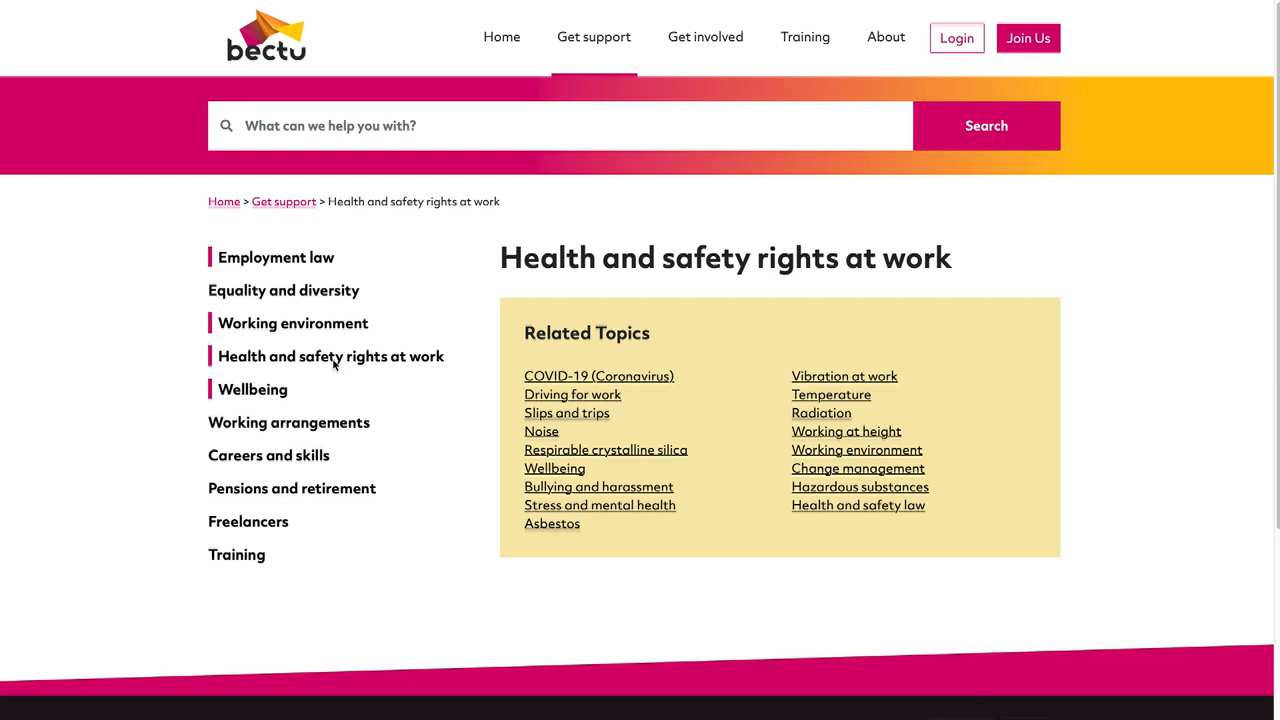 bectu
Home Get support Get involved Training About Login Join Us
What can we help you with? Search
Home > Get support > Health and safety rights at work
Employment law
Equality and diversity
Working environment
Health and safety rights at work
Wellbeing
Working arrangements
Careers and skills
Pensions and retirement
Freelancers
Training
Health and safety rights at work
Related Topics
COVID-19 (Coronavirus)
Driving for work
Slips and trips
Noise
Respirable crystalline silica
Wellbeing
Bullying and harassment
Stress and mental health
Asbestos
Vibration at work
Temperature
Radiation
Working at height
Working environment
Change management
Hazardous substances
Health and safety law